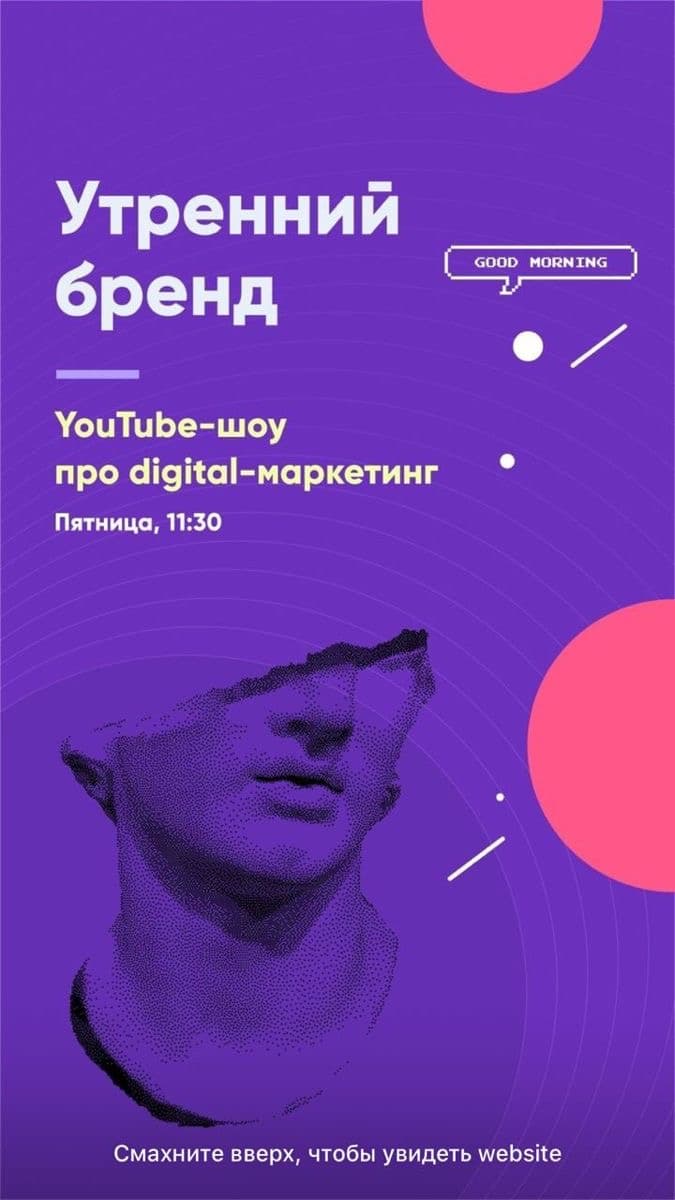 Утренний
бренд
GOOD MORNING
YouTube-шоу
про digital-маркетинг
Пятница, 11:30
Смахните вверх, чтобы увидеть website